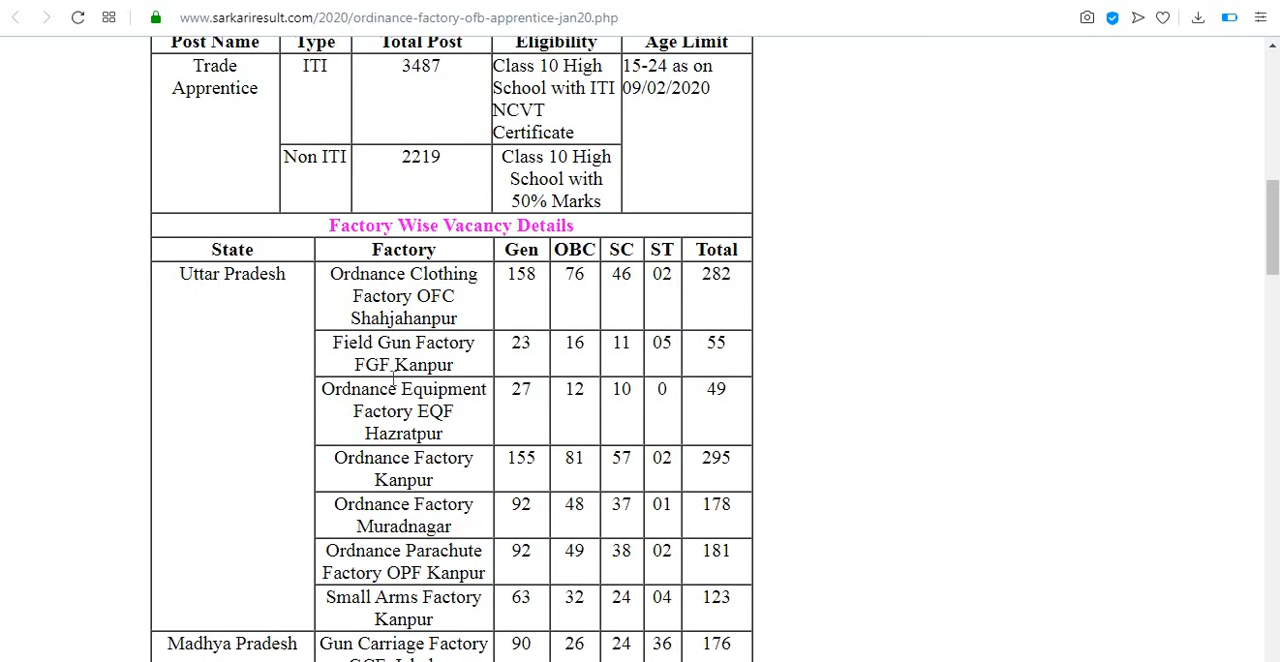 www.sarkariresult.com/2020/ordinance-factory-ofb-apprentice-jan20.php
Post Name Type Total Post Eligibility Age Limit
Trade Apprentice ITI 3487 Class 10 High School with ITI NCVT Certificate 15-24 as on 09/02/2020
Non ITI 2219 Class 10 High School with 50% Marks
Factory Wise Vacancy Details
State Factory Gen OBC SC ST Total
Uttar Pradesh Ordnance Clothing Factory OFC Shahjahanpur 158 76 46 02 282
Field Gun Factory FGF Kanpur 23 16 11 05 55
Ordnance Equipment Factory EQF Hazratpur 27 12 10 0 49
Ordnance Factory Kanpur 155 81 57 02 295
Ordnance Factory Muradnagar 92 48 37 01 178
Ordnance Parachute Factory OPF Kanpur 92 49 38 02 181
Small Arms Factory Kanpur 63 32 24 04 123
Madhya Pradesh Gun Carriage Factory 90 26 24 36 176